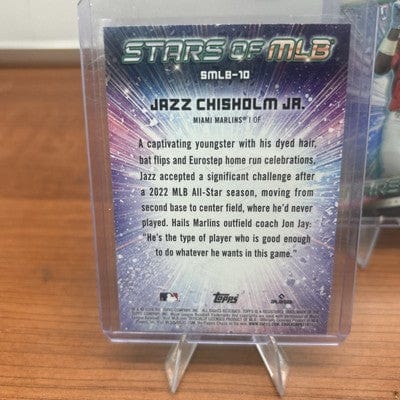 STARS OF MLB
SMLB-10
JAZZ CHISHOLM JR.
MIAMI MARLINS® | OF
A captivating youngster with his dyed hair,
bat flips and Eurostep home run celebrations,
Jazz accepted a significant challenge after
a 2022 MLB All-Star season, moving from
second base to center field, where he'd never
played. Hails Marlins outfield coach Jon Jay:
"He's the type of player who is good enough
to do whatever he wants in this game."
Topps